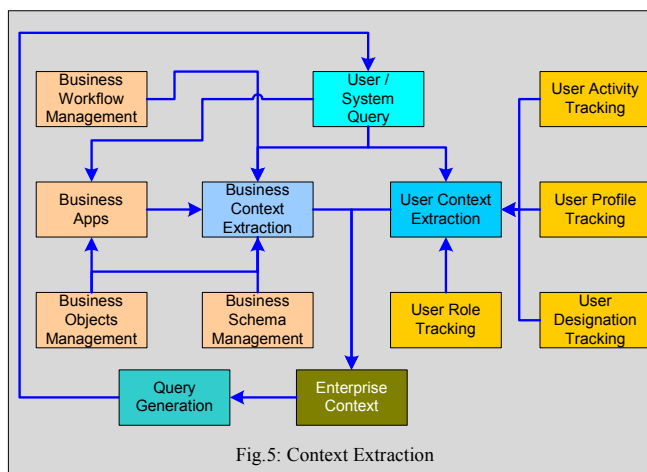 Business
Workflow
Management
User /
System
Query
User Activity
Tracking
Business
Apps
Business
Context
Extraction
User Context
Extraction
User Profile
Tracking
Business
Objects
Management
Business
Schema
Management
User Role
Tracking
User
Designation
Tracking
Query
Generation
Enterprise
Context
Fig.5: Context Extraction